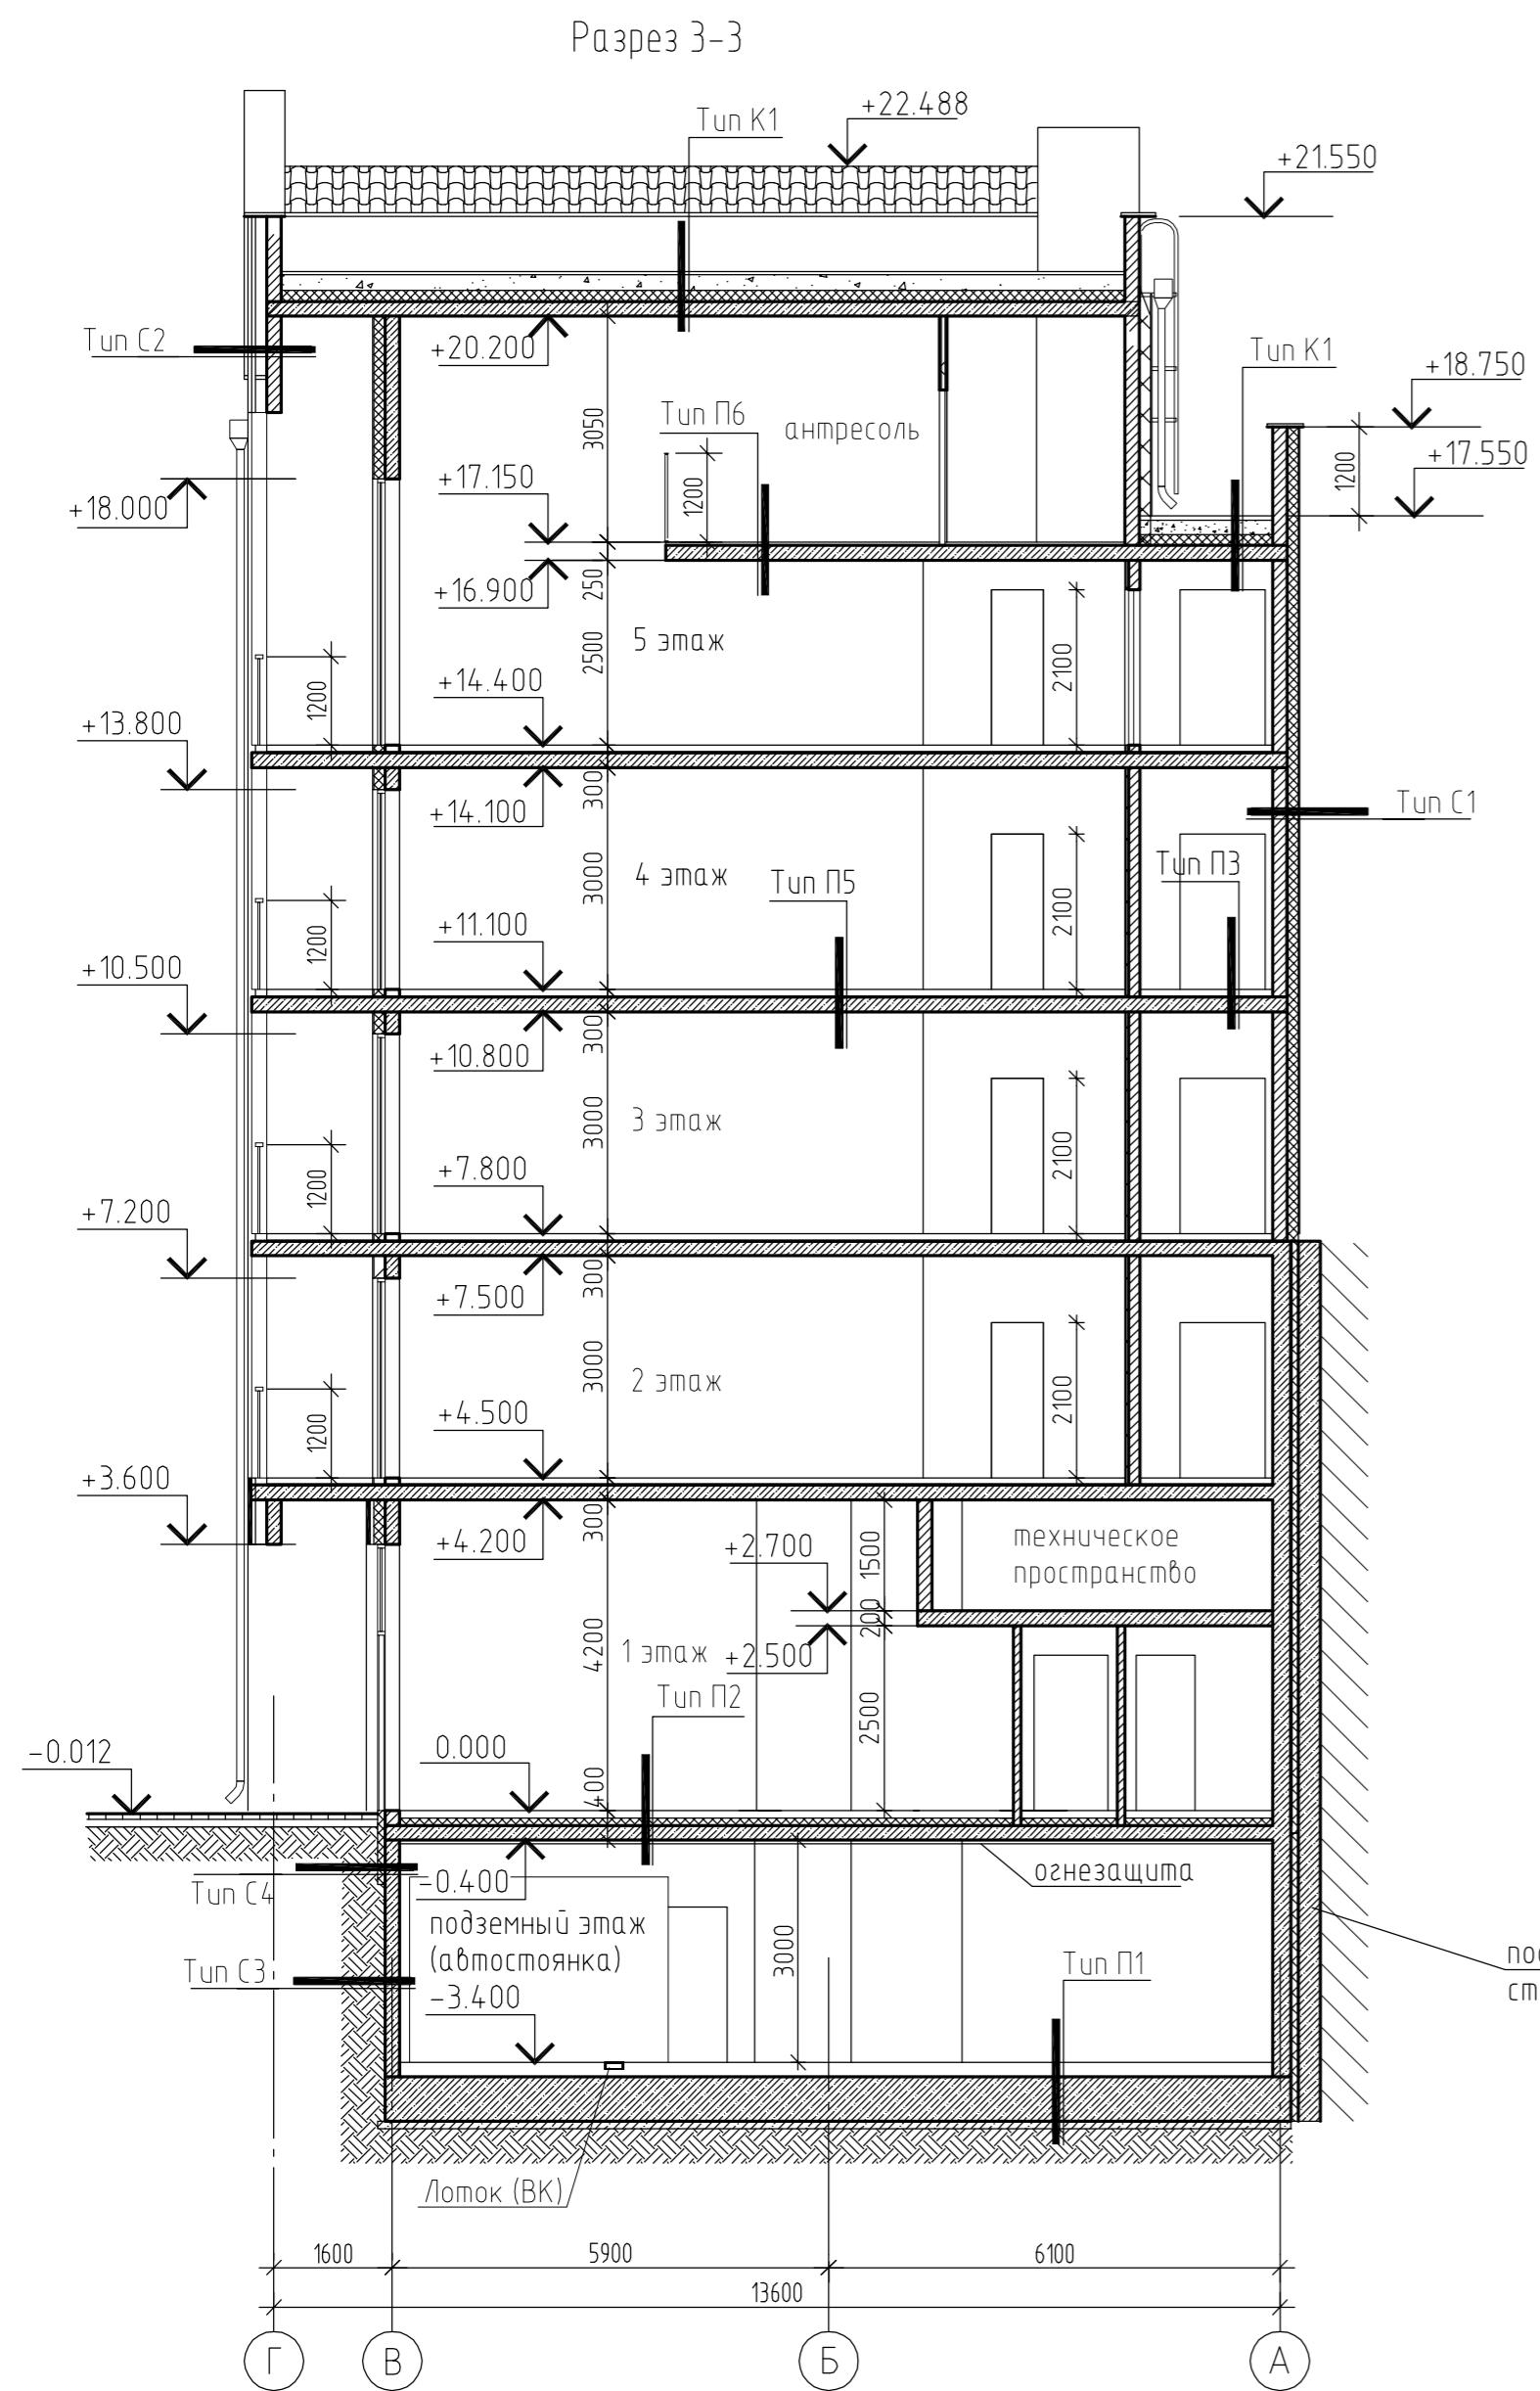 Разрез 3-3
+22.488
Тип К1
+21.550
Тип С2
+20.200
Тип К1
+18.750
3050
Тип П6
антресоль
+17.550
1200
+17.150
1200
+18.000
+16.900
250
5 этаж
2500
2100
+14.400
1200
+13.800
300
+14.100
Тип С1
3000
4 этаж
Тип П5
Тип П3
2100
+11.100
1200
+10.500
300
+10.800
3000
3 этаж
2100
+7.800
1200
+7.200
300
+7.500
3000
2 этаж
2100
+4.500
1200
+3.600
300
+4.200
+2.700
1500
техническое
пространство
200
4200
1 этаж
+2.500
Тип П2
2500
0.000
-0.012
400
огнезащита
-0.400
Тип С4
подземный этаж
(автостоянка)
3000
Тип С3
Тип П1
-3.400
Лоток (ВК)
1600
5900
6100
13600
Г
В
Б
А